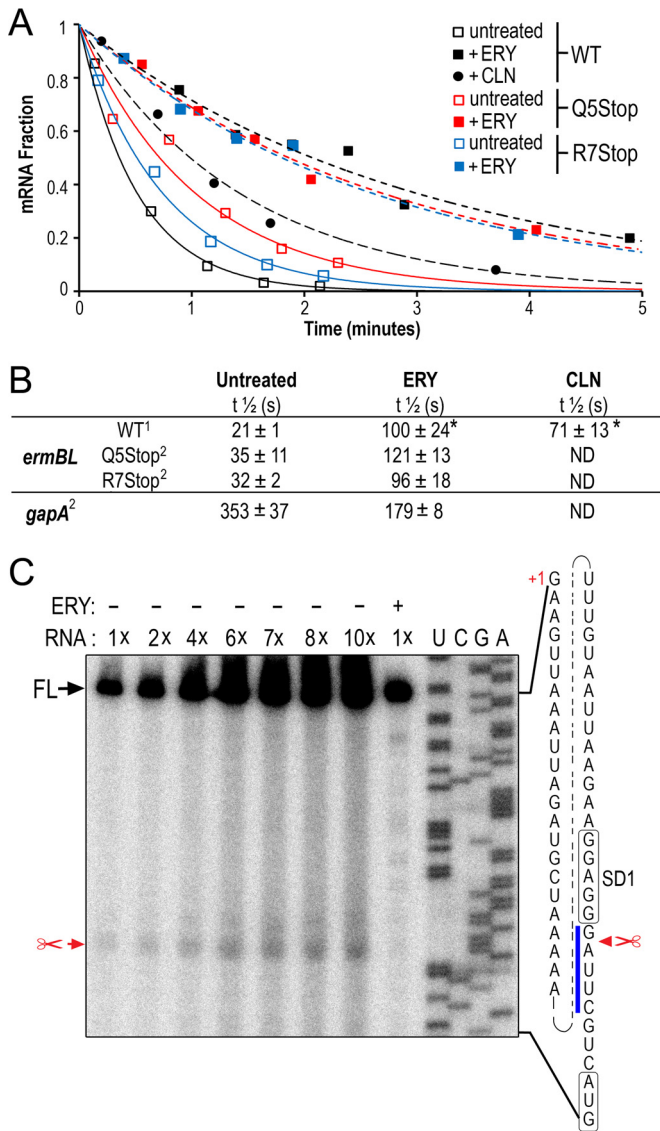 A
mRNA Fraction
1
0.8
0.6
0.4
0.2
0
0
1
2
3
4
5
Time (minutes)
untreated
+ ERY
+ CLN
WT
untreated
+ ERY
Q5Stop
untreated
+ ERY
R7Stop
B
Untreated ERY CLN
t ½ (s) t ½ (s) t ½ (s)
WT1 21 ± 1 100 ± 24* 71 ± 13 *
ermBL Q5Stop2 35 ± 11 121 ± 13 ND
R7Stop2 32 ± 2 96 ± 18 ND
gapA2 353 ± 37 179 ± 8 ND
C
ERY: – – – – – – – +
RNA : 1x 2x 4x 6x 7x 8x 10x 1x U C G A
FL
+1
GAAGUUAAAUUAGAUGCUAAAAA
UUUGUAAUUAAGAAGGAGGGAUUCGUCAUG
SD1